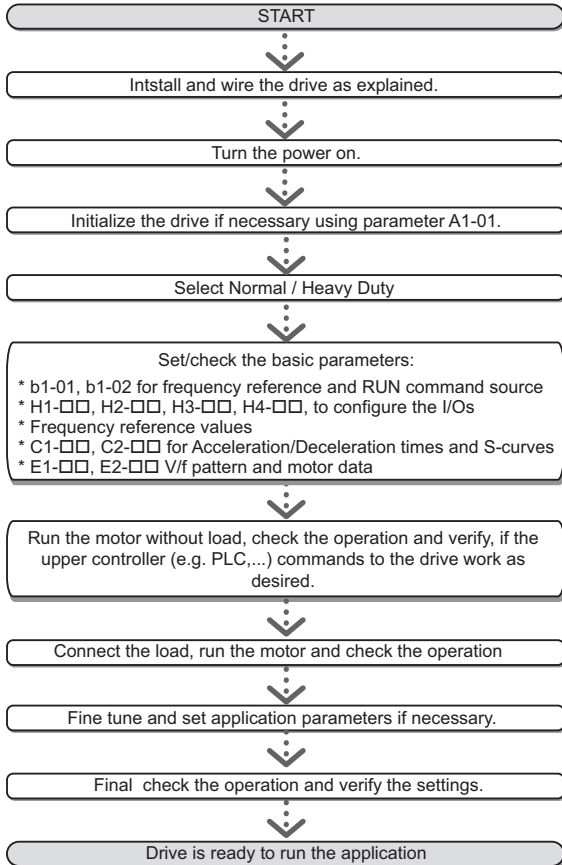 START
Intstall and wire the drive as explained.
Turn the power on.
Initialize the drive if necessary using parameter A1-01.
Select Normal / Heavy Duty
Set/check the basic parameters:
* b1-01, b1-02 for frequency reference and RUN command source
* H1-□□, H2-□□, H3-□□, H4-□□, to configure the I/Os
* Frequency reference values
* C1-□□, C2-□□ for Acceleration/Deceleration times and S-curves
* E1-□□, E2-□□ V/f pattern and motor data
Run the motor without load, check the operation and verify, if the
upper controller (e.g. PLC,...) commands to the drive work as
desired.
Connect the load, run the motor and check the operation
Fine tune and set application parameters if necessary.
Final check the operation and verify the settings.
Drive is ready to run the application